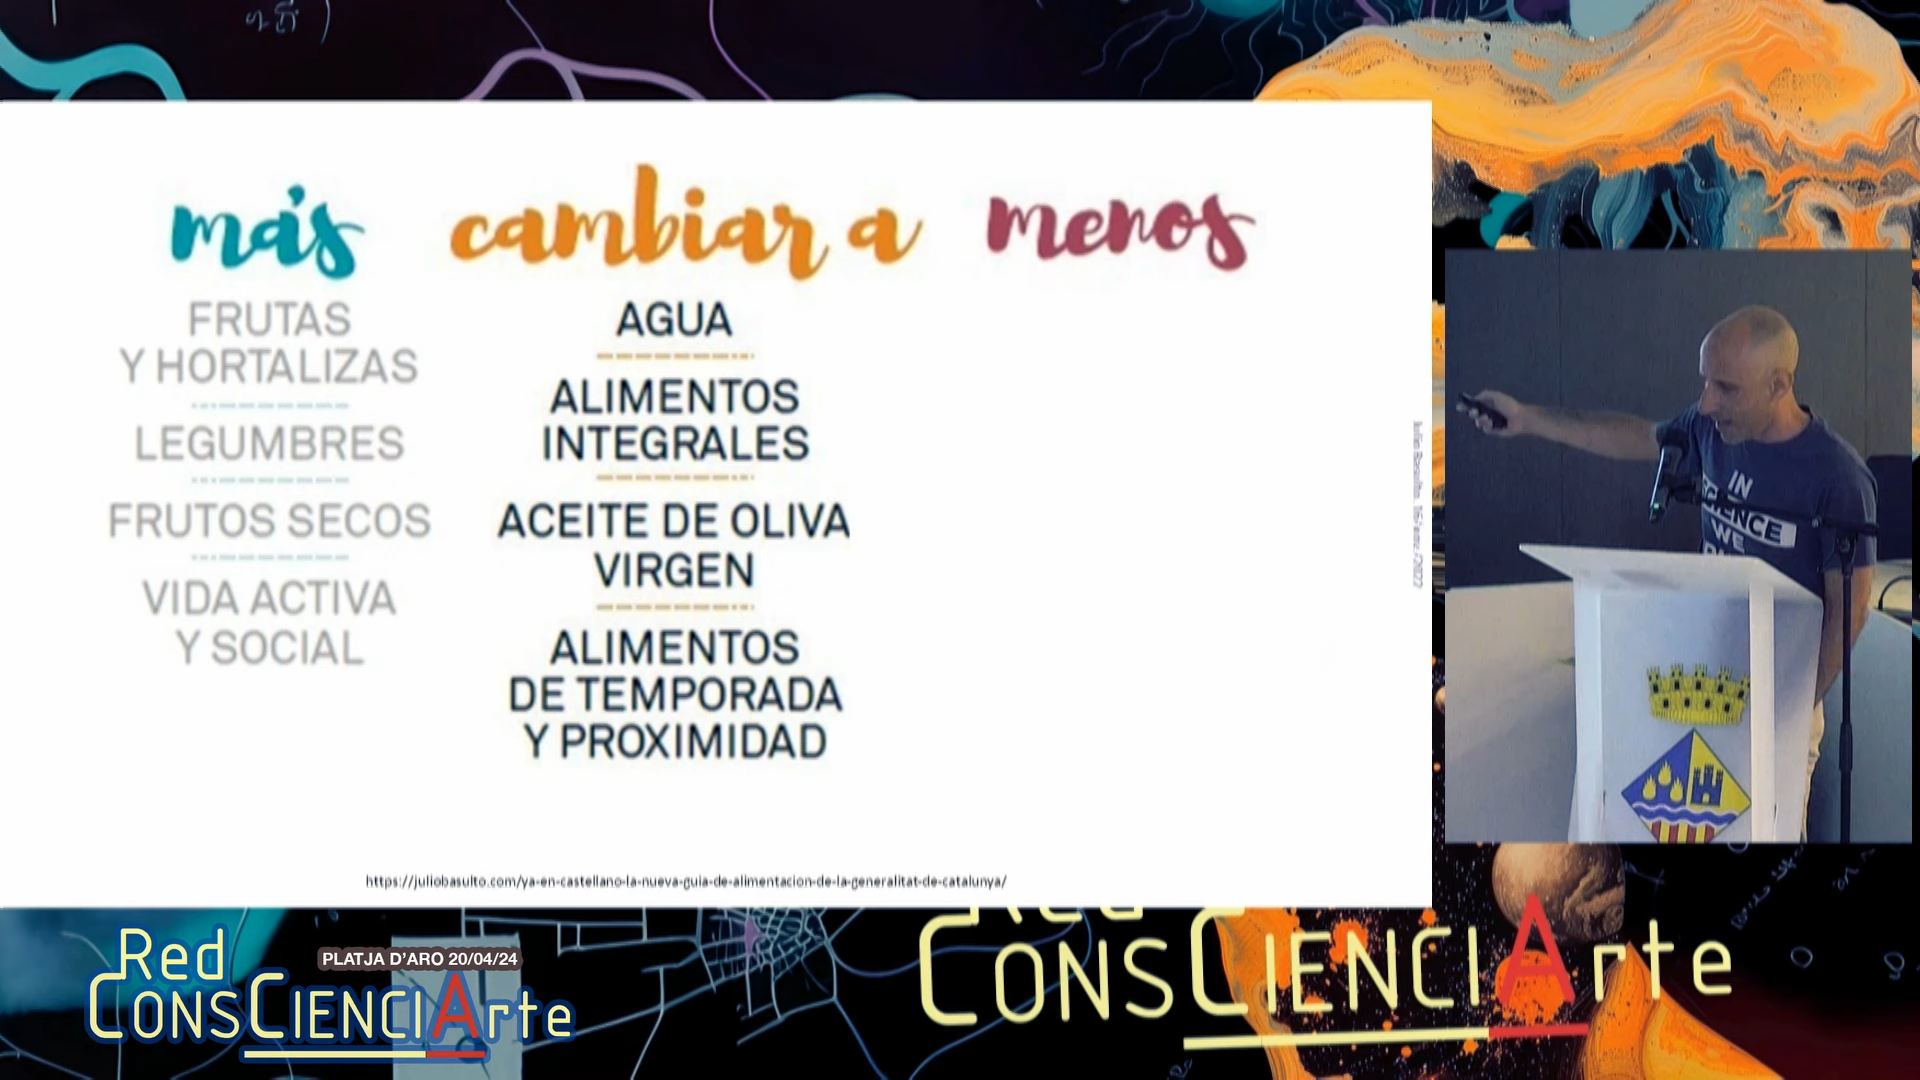 más
FRUTAS
Y HORTALIZAS
LEGUMBRES
FRUTOS SECOS
VIDA ACTIVA
Y SOCIAL
cambiar a
AGUA
ALIMENTOS
INTEGRALES
ACEITE DE OLIVA
VIRGEN
ALIMENTOS
DE TEMPORADA
Y PROXIMIDAD
menos
https://juliobasulto.com/ya-en-castellano-la-nueva-guia-de-alimentacion-de-la-generalitat-de-catalunya/
IN
SCIENCE
WE
Red
PLATJA D'ARO 20/04/24
CONSCIENCIArte
Red
CONSCIENCIArte